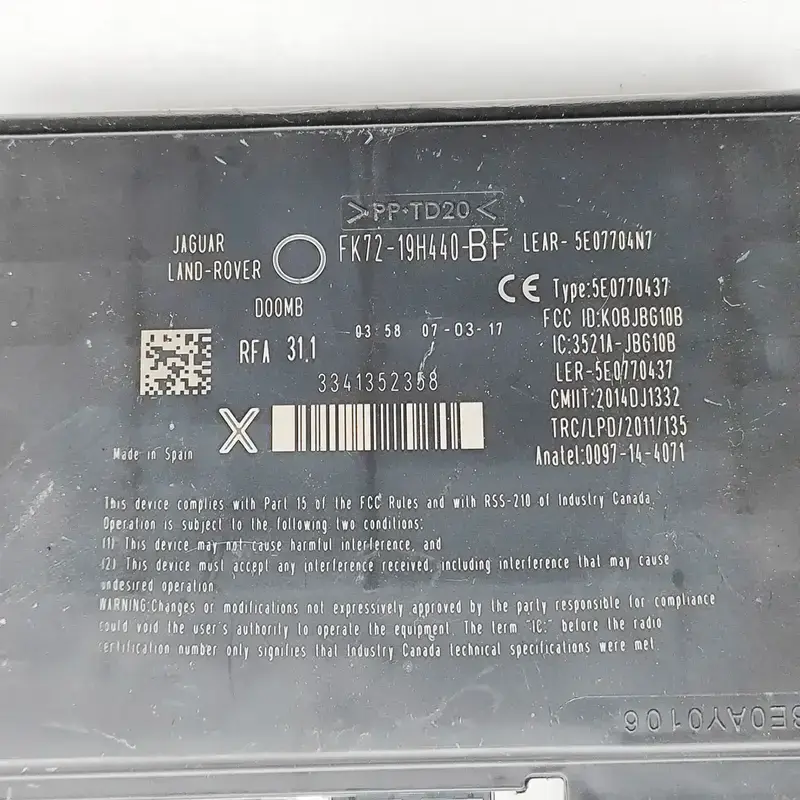 >PP-TD20<
JAGUAR
LAND-ROVER
FK72-19H440-BF LEAR- 5E07704N7
D00MB
CE Type:5E0770437
03:58 07-03-17
FCC ID:KOBJBG10B
RFA 31.1
IC:3521A-JBG10B
LER-5E0770437
3341352358
CMIIT:2014DJ1332
X
TRC/LPD/2011/135
Made in Spain
Anatel:0097-14-4071
This device complies with Part 15 of the FCC Rules and with RSS-210 of Industry Canada.
Operation is subject to the following two conditions:
(1) This device may not cause harmful interference, and
(2) This device must accept any interference received, including interference that may cause
undesired operation.
WARNING:Changes or modifications not expressively approved by the party responsible for compliance
could void the user's authority to operate the equipment. The term "IC:" before the radio
certification number only signifies that Industry Canada technical specifications were met.